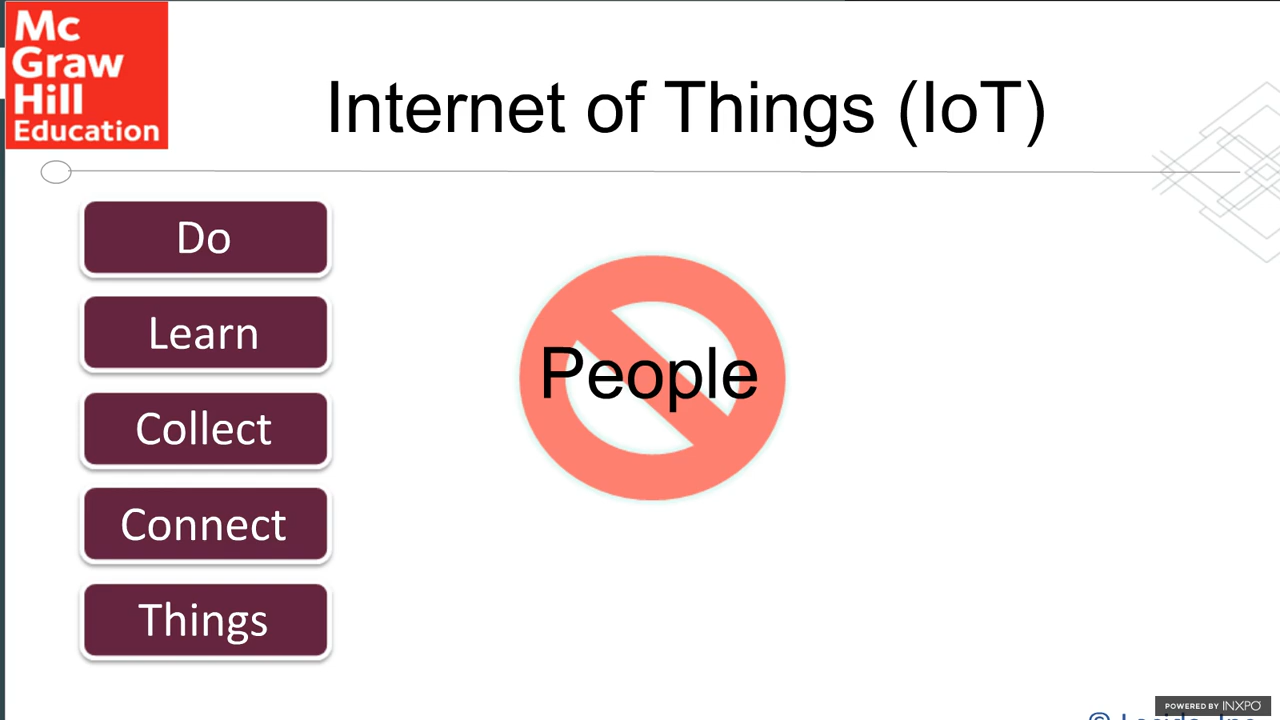 Mc
Graw
Hill
Education
Internet of Things (IoT)
Do
Learn
Collect
Connect
Things
People
POWERED BY INXPO